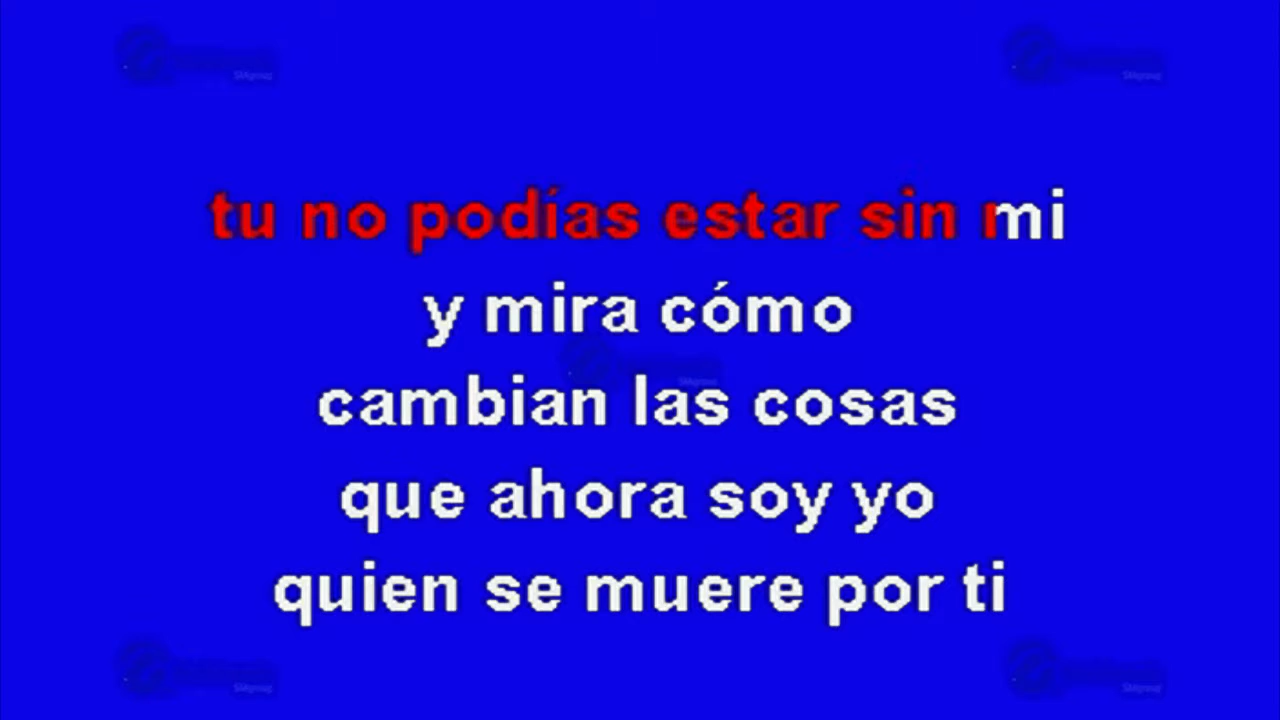 tu no podías estar sin mi
y mira cómo
cambian las cosas
que ahora soy yo
quien se muere por ti